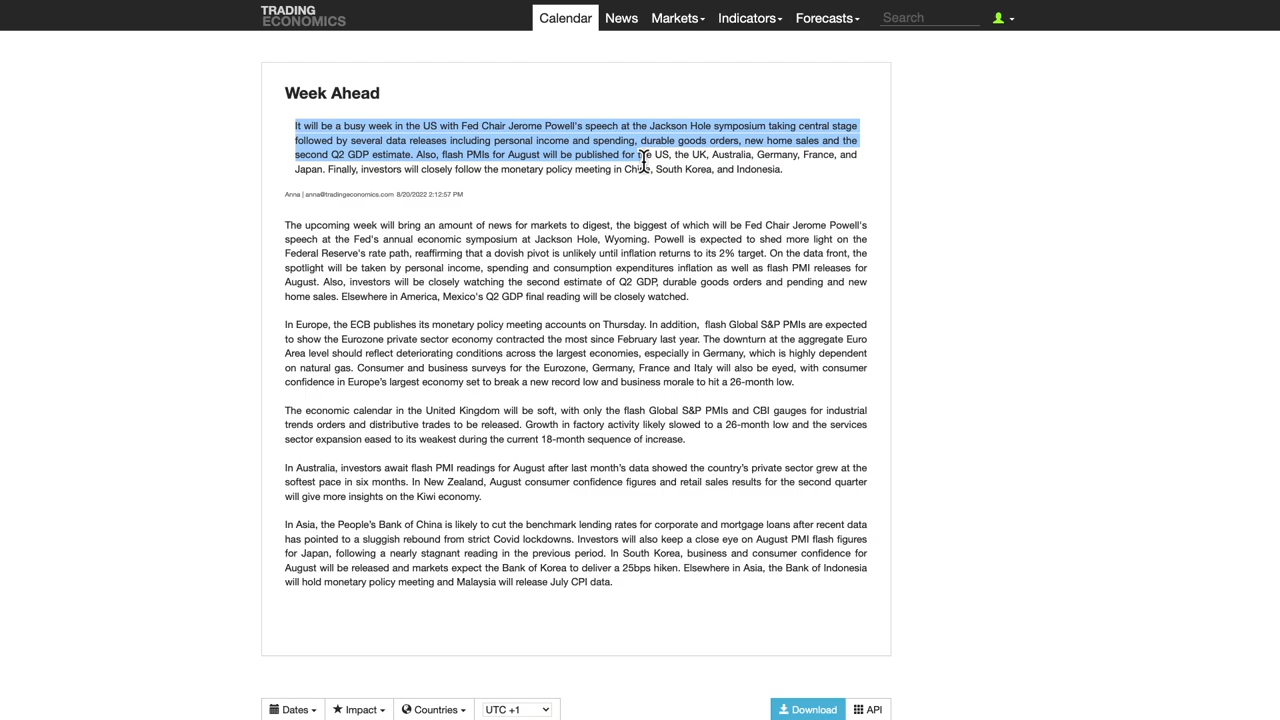 TRADING
ECONOMICS
Calendar News Markets Indicators Forecasts Search
Week Ahead
It will be a busy week in the US with Fed Chair Jerome Powell's speech at the Jackson Hole symposium taking central stage
followed by several data releases including personal income and spending, durable goods orders, new home sales and the
second Q2 GDP estimate. Also, flash PMIs for August will be published for the US, the UK, Australia, Germany, France, and
Japan. Finally, investors will closely follow the monetary policy meeting in China, South Korea, and Indonesia.
Anna | anna@tradingeconomics.com 8/20/2022 2:12:57 PM
The upcoming week will bring an amount of news for markets to digest, the biggest of which will be Fed Chair Jerome Powell's
speech at the Fed's annual economic symposium at Jackson Hole, Wyoming. Powell is expected to shed more light on the
Federal Reserve's rate path, reaffirming that a dovish pivot is unlikely until inflation returns to its 2% target. On the data front, the
spotlight will be taken by personal income, spending and consumption expenditures inflation as well as flash PMI releases for
August. Also, investors will be closely watching the second estimate of Q2 GDP, durable goods orders and pending and new
home sales. Elsewhere in America, Mexico's Q2 GDP final reading will be closely watched.
In Europe, the ECB publishes its monetary policy meeting accounts on Thursday. In addition, flash Global S&P PMIs are expected
to show the Eurozone private sector economy contracted the most since February last year. The downturn at the aggregate Euro
Area level should reflect deteriorating conditions across the largest economies, especially in Germany, which is highly dependent
on natural gas. Consumer and business surveys for the Eurozone, Germany, France and Italy will also be eyed, with consumer
confidence in Europe's largest economy set to break a new record low and business morale to hit a 26-month low.
The economic calendar in the United Kingdom will be soft, with only the flash Global S&P PMIs and CBI gauges for industrial
trends orders and distributive trades to be released. Growth in factory activity likely slowed to a 26-month low and the services
sector expansion eased to its weakest during the current 18-month sequence of increase.
In Australia, investors await flash PMI readings for August after last month's data showed the country's private sector grew at the
softest pace in six months. In New Zealand, August consumer confidence figures and retail sales results for the second quarter
will give more insights on the Kiwi economy.
In Asia, the People's Bank of China is likely to cut the benchmark lending rates for corporate and mortgage loans after recent data
has pointed to a sluggish rebound from strict Covid lockdowns. Investors will also keep a close eye on August PMI flash figures
for Japan, following a nearly stagnant reading in the previous period. In South Korea, business and consumer confidence for
August will be released and markets expect the Bank of Korea to deliver a 25bps hiken. Elsewhere in Asia, the Bank of Indonesia
will hold monetary policy meeting and Malaysia will release July CPI data.
Dates Impact Countries UTC +1 Download API